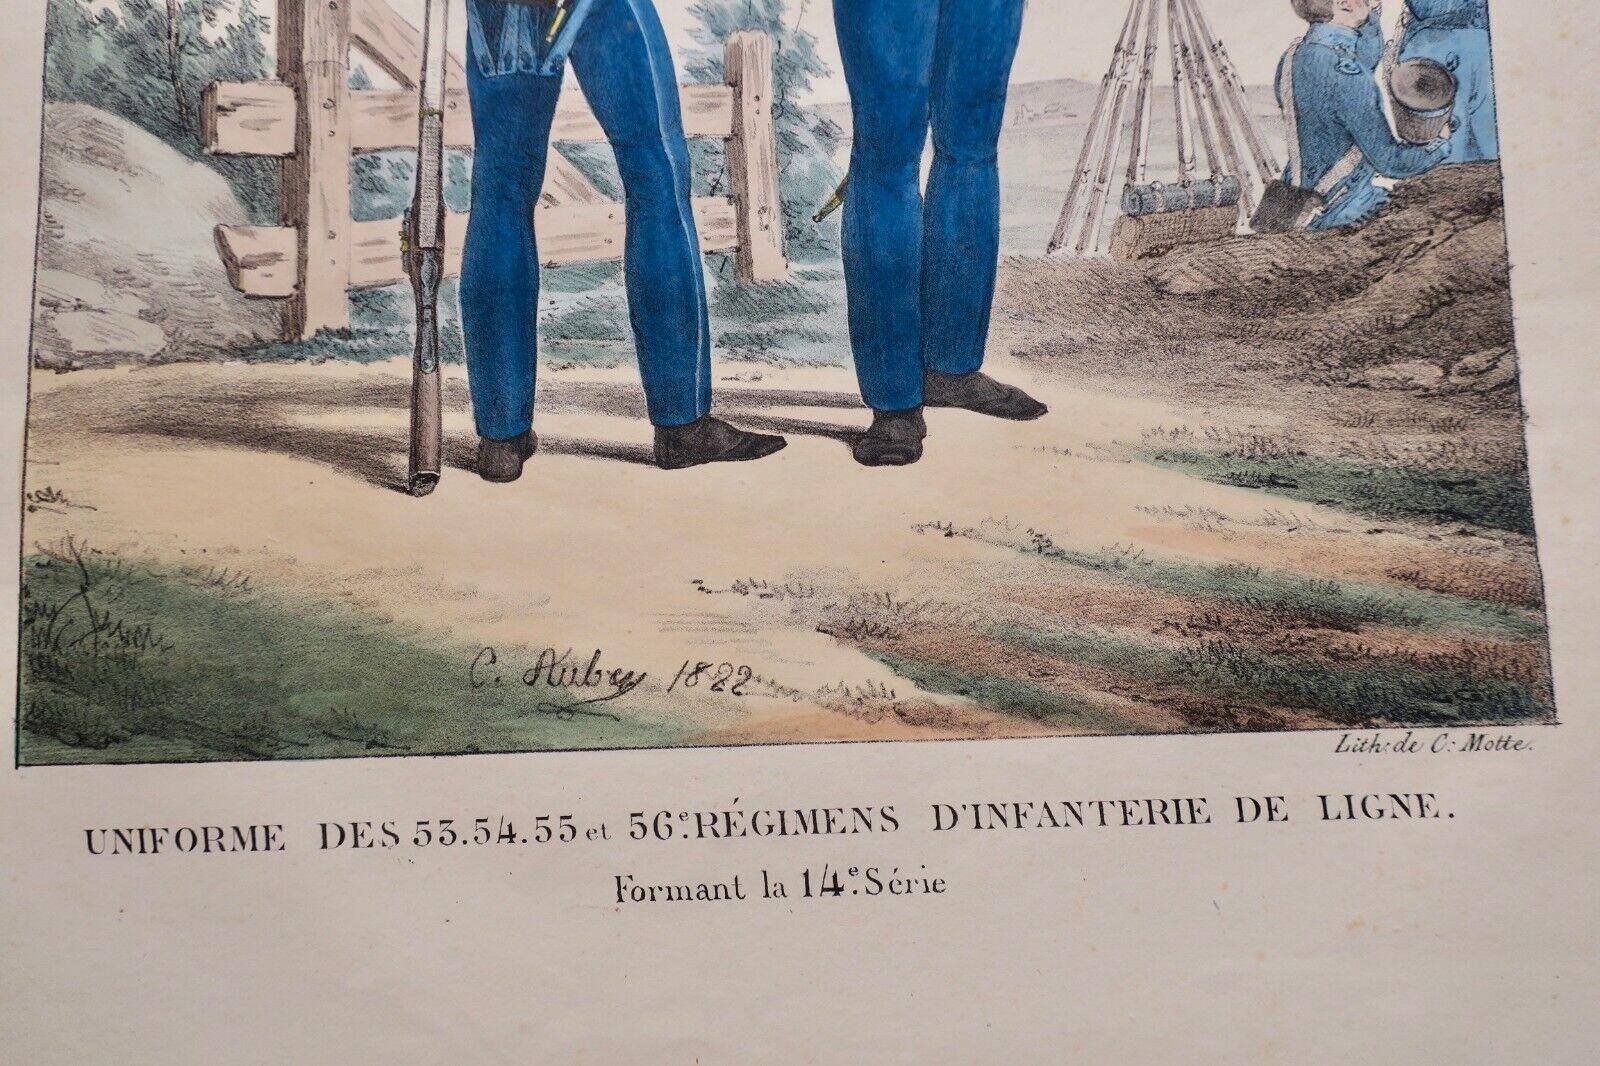 C. Aubry 1822
Lith: de C: Motte.
UNIFORME DES 53.54.55 et 56e. RÉGIMENS D'INFANTERIE DE LIGNE.
Formant la 14e. Série